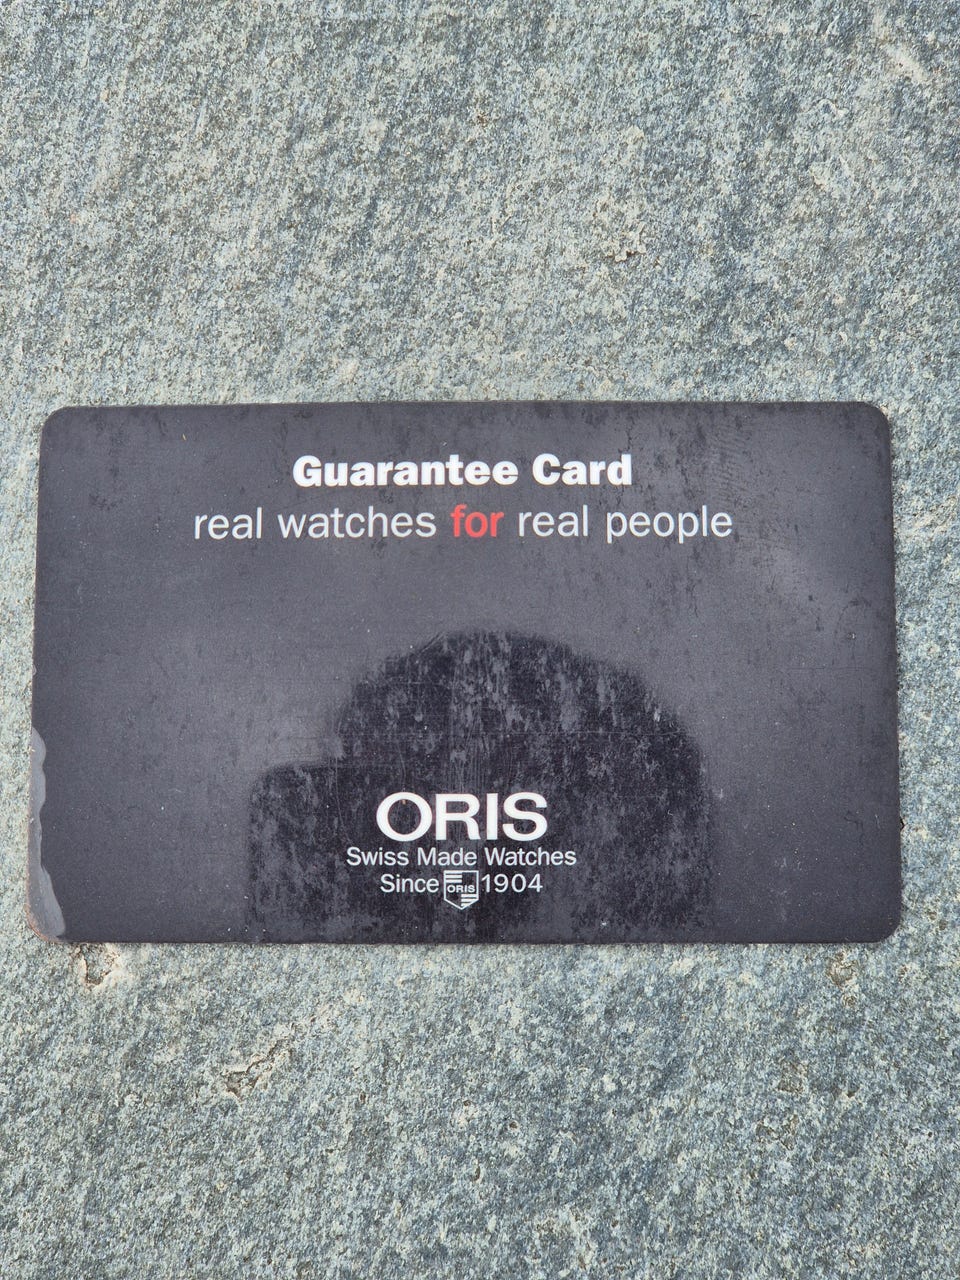 Guarantee Card
real watches for real people
ORIS
Swiss Made Watches
Since ORIS 1904